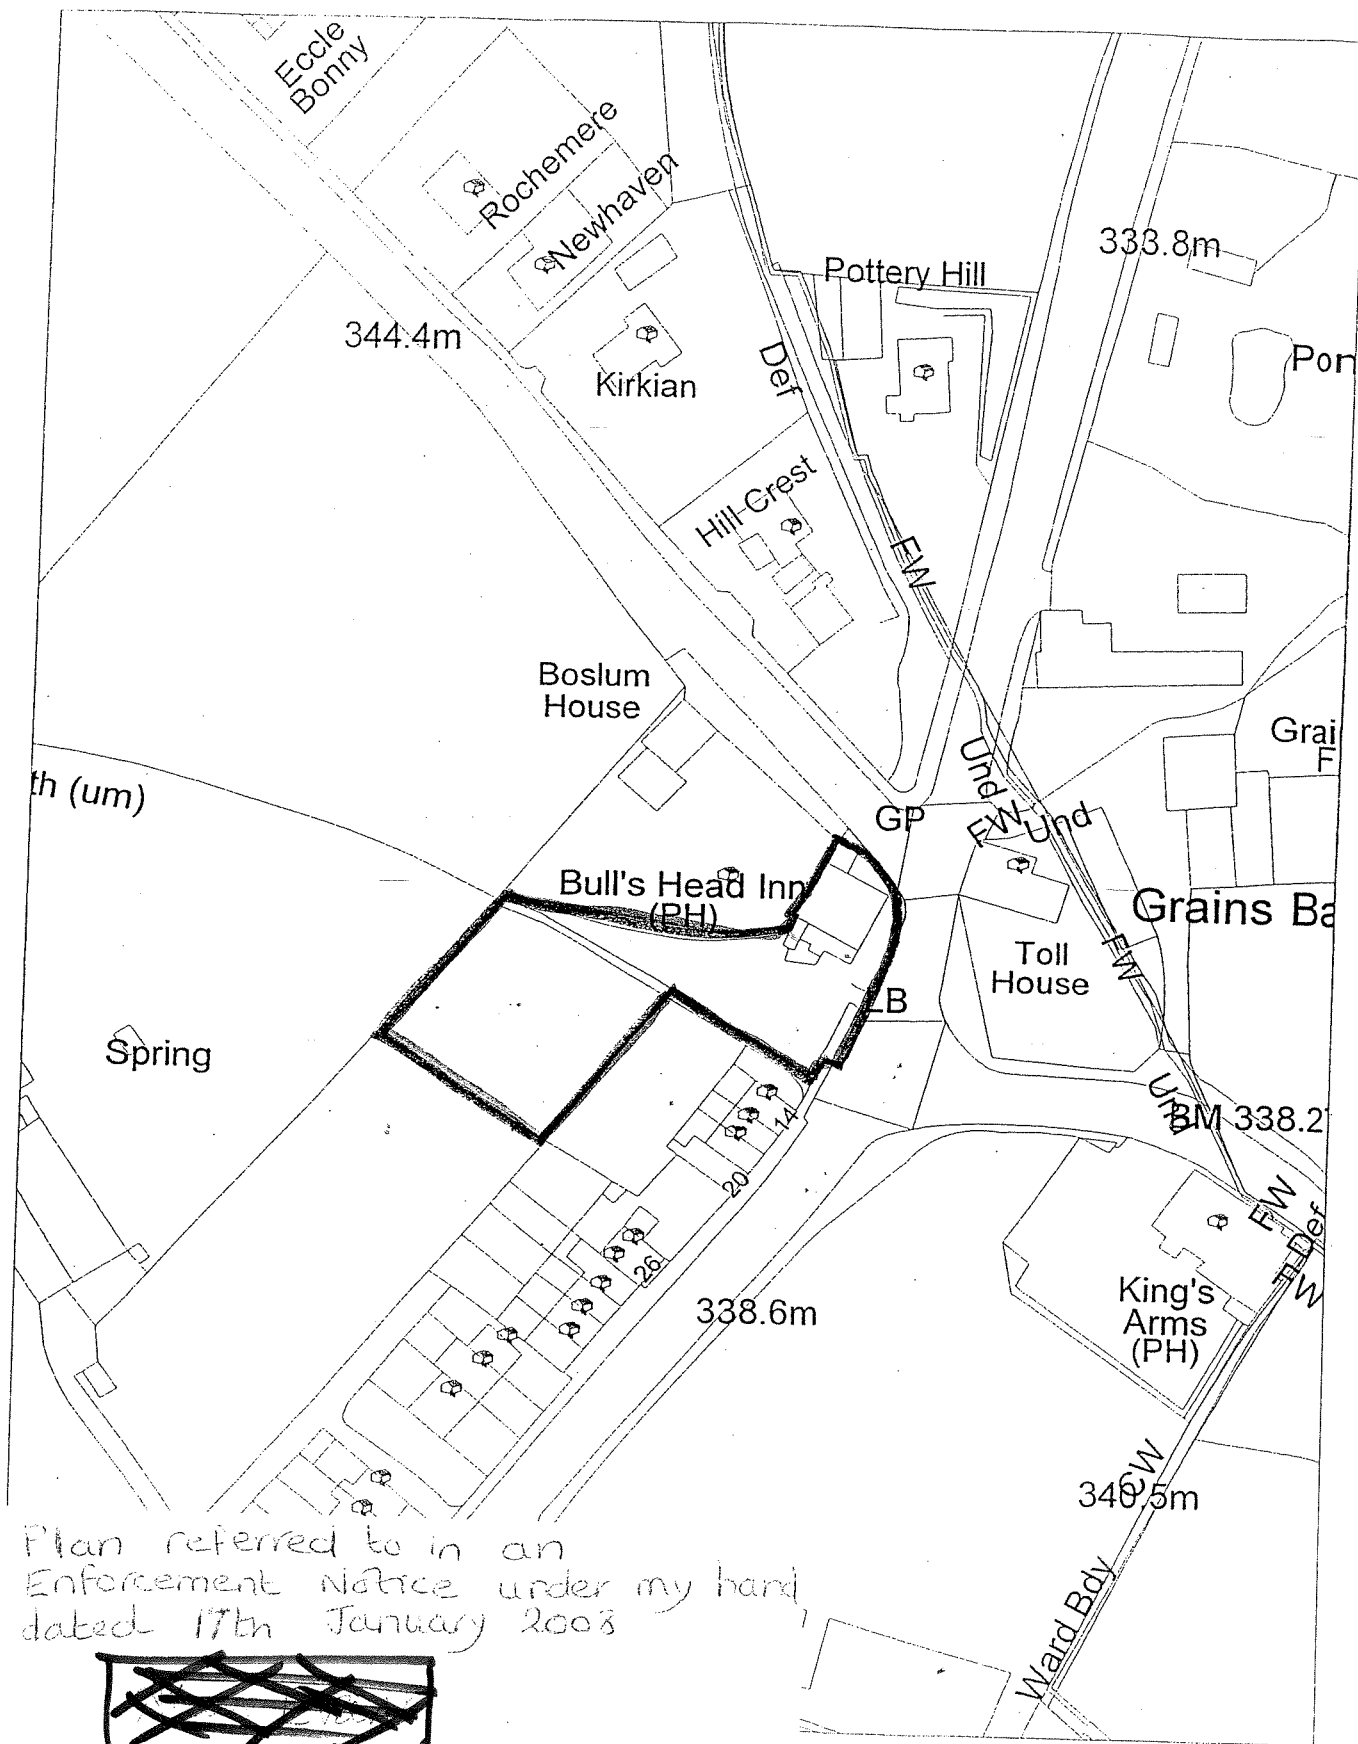 Eccle
Bonny
Rochemere
Newhaven
333.8m
Pottery Hill
344.4m
Def
Kirkian
Pon
Hill Crest
FW
Boslum
House
Grai
F
Und
th (um)
GP
FW
Und
Bull's Head Inn
(PH)
Grains Ba
FW
Toll
House
LB
Spring
14
Und
BM 338.2
20
FW
Def
26
King's
Arms
(PH)
338.6m
CW
340.5m
Ward Bdy
Plan referred to in an
Enforcement Notice under my hand
dated 17th January 2008